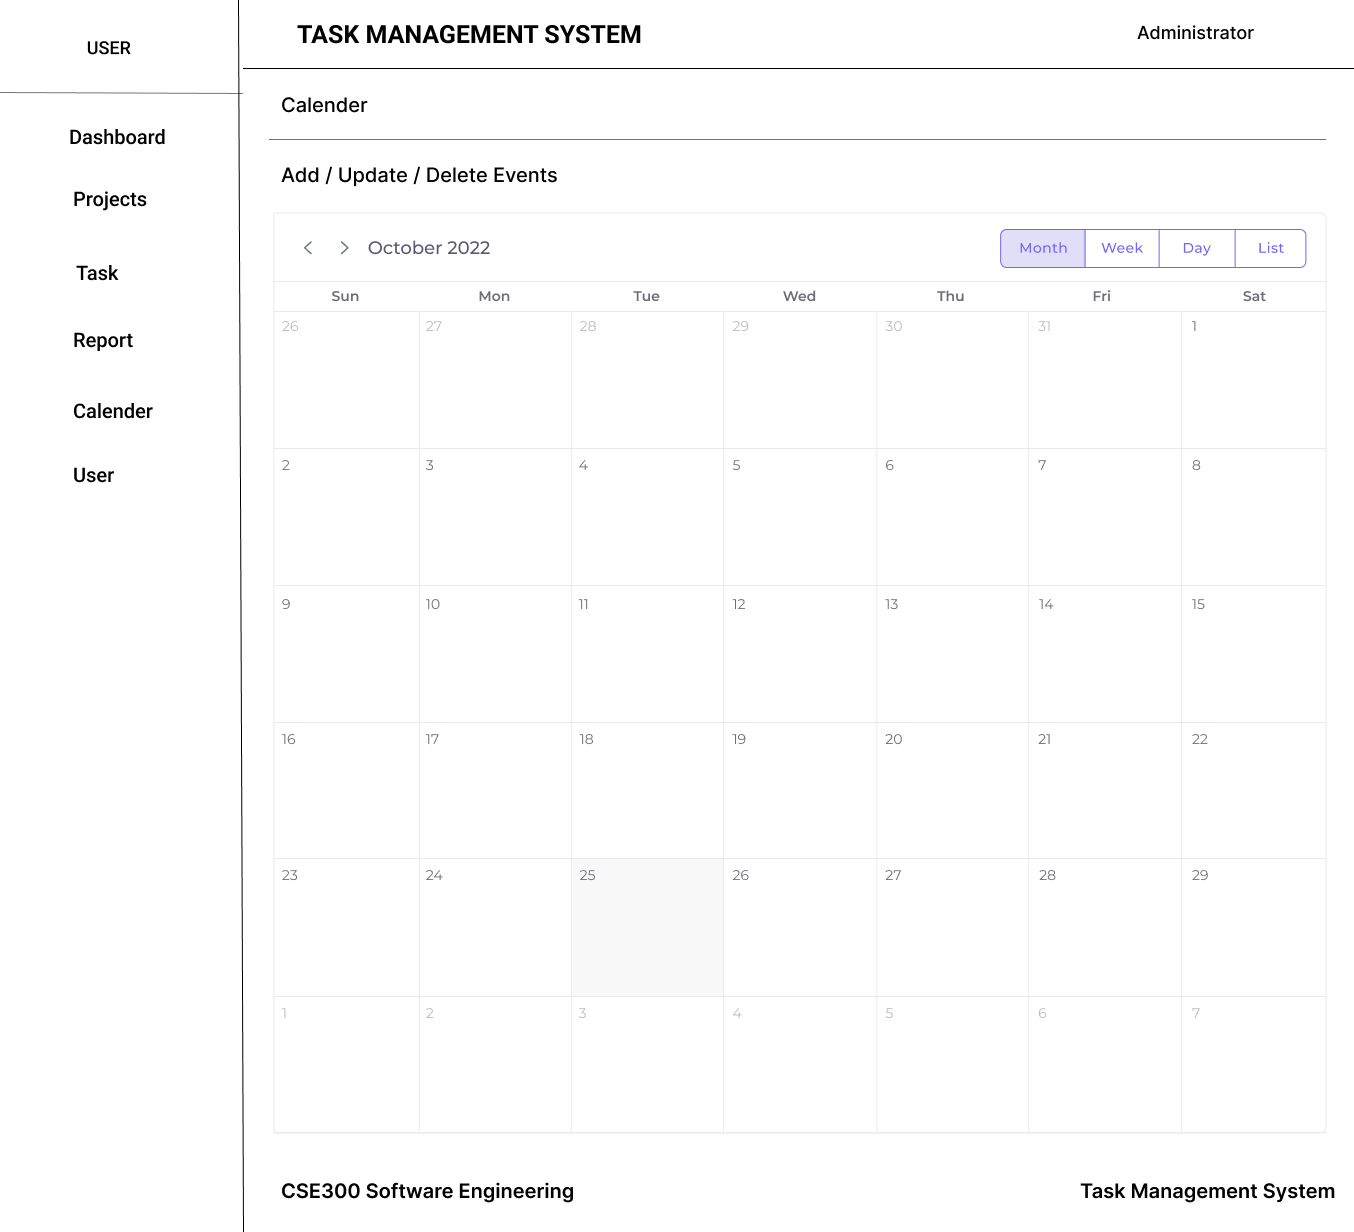 USER
Dashboard
Projects
Task
Report
Calender
User
TASK MANAGEMENT SYSTEM
Administrator
Calender
Add / Update / Delete Events
October 2022
Month Week Day List
Sun Mon Tue Wed Thu Fri Sat
26 27 28 29 30 31 1
2 3 4 5 6 7 8
9 10 11 12 13 14 15
16 17 18 19 20 21 22
23 24 25 26 27 28 29
1 2 3 4 5 6 7
CSE300 Software Engineering
Task Management System